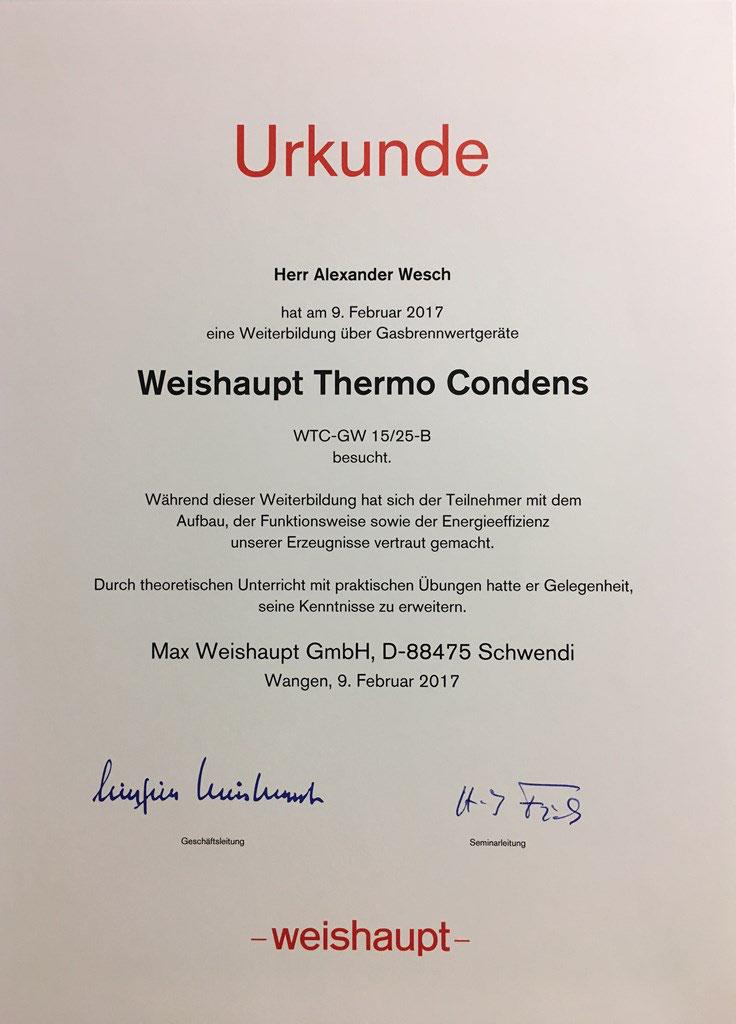 Urkunde
Herr Alexander Wesch
hat am 9. Februar 2017
eine Weiterbildung über Gasbrennwertgeräte
Weishaupt Thermo Condens
WTC-GW 15/25-B
besucht.
Während dieser Weiterbildung hat sich der Teilnehmer mit dem
Aufbau, der Funktionsweise sowie der Energieeffizienz
unserer Erzeugnisse vertraut gemacht.
Durch theoretischen Unterricht mit praktischen Übungen hatte er Gelegenheit,
seine Kenntnisse zu erweitern.
Max Weishaupt GmbH, D-88475 Schwendi
Wangen, 9. Februar 2017
Geschäftsleitung
Seminarleitung
–weishaupt–